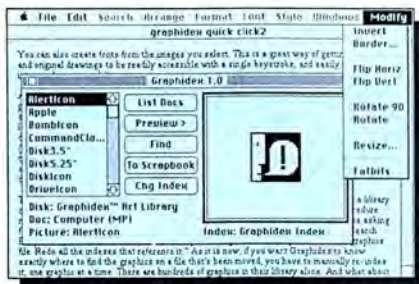 File Edit Search Arrange Format Font Style Windows Modify
graphidex quick click2
You can also create fonts from the images you select. This is a great way of
and original drawings to be readily accessible with a single keystroke, and easily
Graphidex 1.0
AlertIcon
Apple
BombIcon
CommandClo...
Disk3.5"
Disk5.25"
DiskIcon
DriveIcon
List Docs
Preview >
Find
To Scrapbook
Chg Index
Disk: Graphidex™ Art Library
Doc: Computer (MP)
Picture: AlertIcon
Index: Graphidex Index
Invert
Border...
Flip Horiz
Flip Vert
Rotate 90
Rotate
Resize...
Fatbits
a library
asking
search
graphics
file. Redo all the indexes that reference it." As it is now, if you want Graphidex to know
exactly where to find the graphics on a file that's been moved, you have to manually re-index
it, one graphic at a time. There are hundreds of graphics in their library alone. And what about